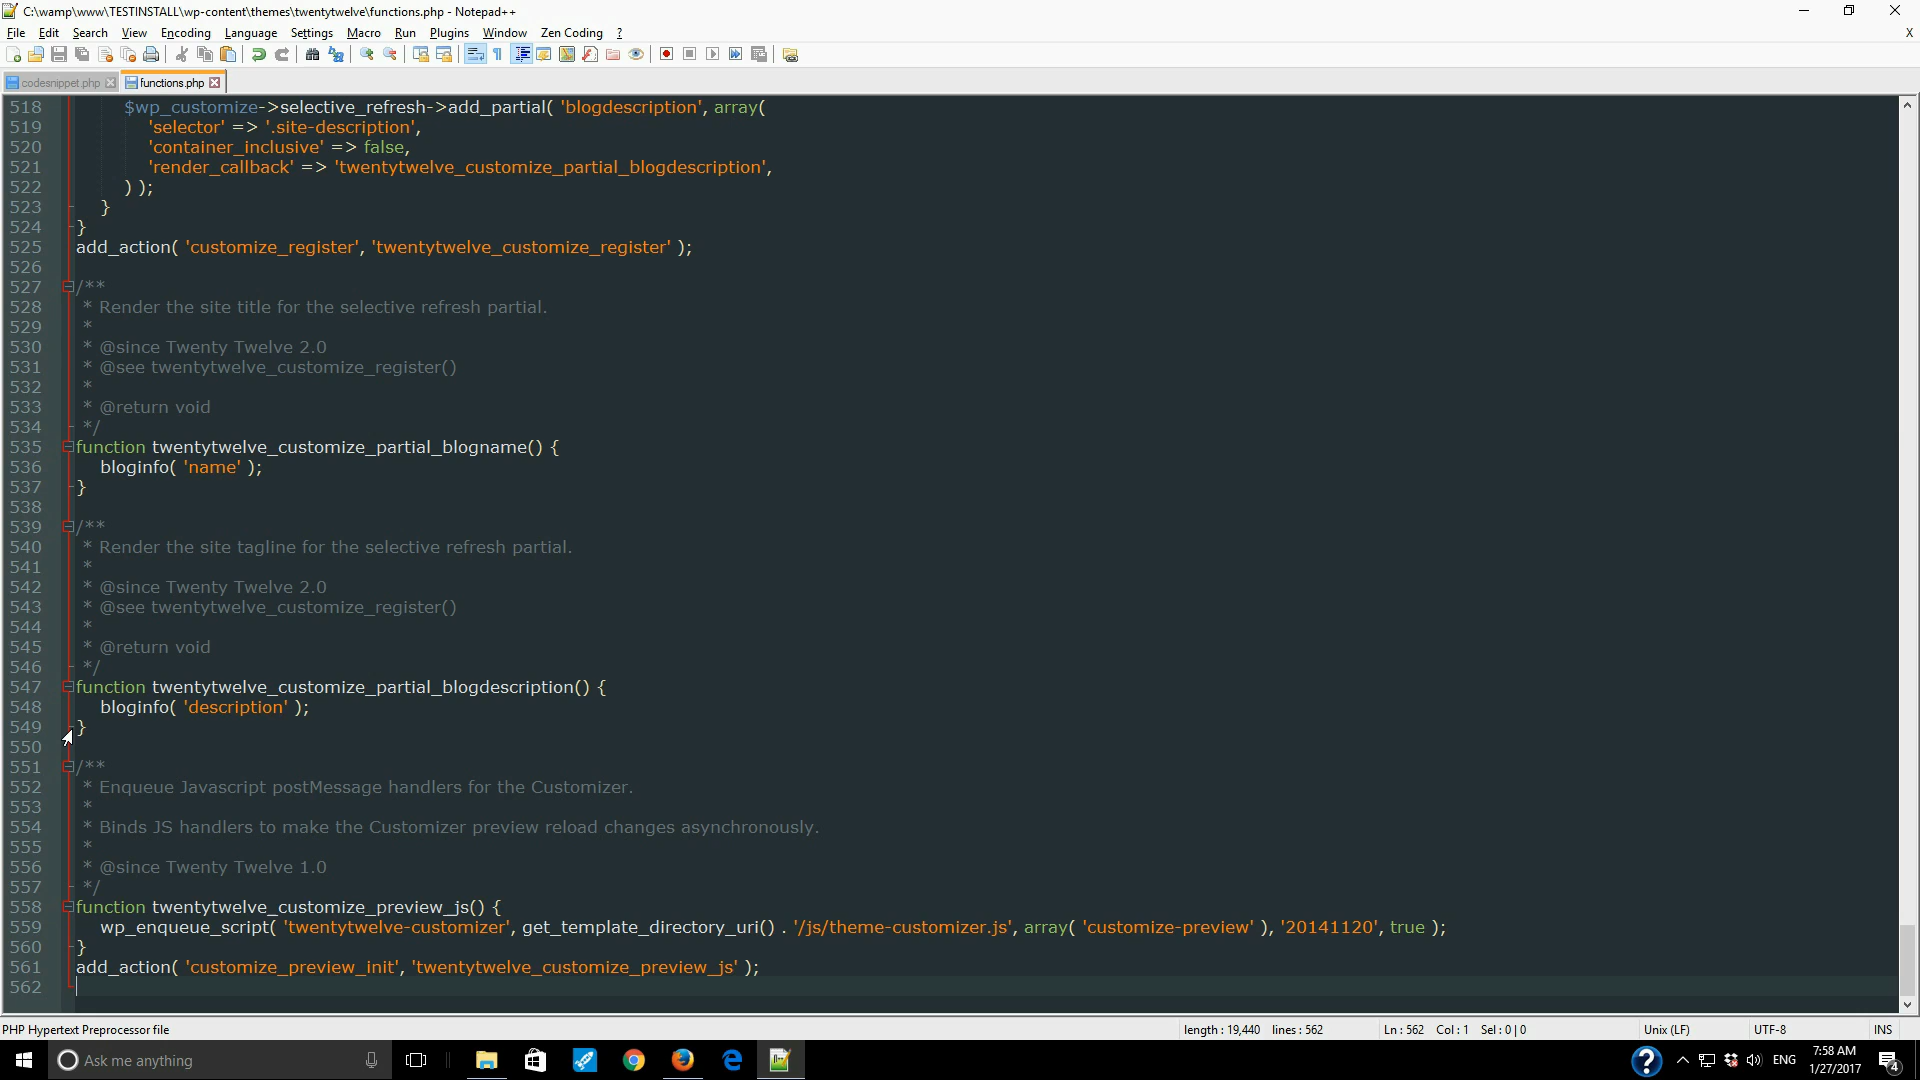 C:\wamp\www\TESTINSTALL\wp-content\themes\twentytwelve\functions.php - Notepad++
File Edit Search View Encoding Language Settings Macro Run Plugins Window Zen Coding ? X
codesnippet.php functions.php
518 $wp_customize->selective_refresh->add_partial( 'blogdescription', array(
519 'selector' => '.site-description',
520 'container_inclusive' => false,
521 'render_callback' => 'twentytwelve_customize_partial_blogdescription',
522 ) );
523 }
524 }
525 add_action( 'customize_register', 'twentytwelve_customize_register' );
526
527 /**
528 * Render the site title for the selective refresh partial.
529 *
530 * @since Twenty Twelve 2.0
531 * @see twentytwelve_customize_register()
532 *
533 * @return void
534 */
535 function twentytwelve_customize_partial_blogname() {
536 bloginfo( 'name' );
537 }
538
539 /**
540 * Render the site tagline for the selective refresh partial.
541 *
542 * @since Twenty Twelve 2.0
543 * @see twentytwelve_customize_register()
544 *
545 * @return void
546 */
547 function twentytwelve_customize_partial_blogdescription() {
548 bloginfo( 'description' );
549 }
550
551 /**
552 * Enqueue Javascript postMessage handlers for the Customizer.
553 *
554 * Binds JS handlers to make the Customizer preview reload changes asynchronously.
555 *
556 * @since Twenty Twelve 1.0
557 */
558 function twentytwelve_customize_preview_js() {
559 wp_enqueue_script( 'twentytwelve-customizer', get_template_directory_uri() . '/js/theme-customizer.js', array( 'customize-preview' ), '20141120', true );
560 }
561 add_action( 'customize_preview_init', 'twentytwelve_customize_preview_js' );
562
PHP Hypertext Preprocessor file length : 19,440 lines : 562 Ln : 562 Col : 1 Sel : 0 | 0 Unix (LF) UTF-8 INS
Ask me anything ENG 7:58 AM
1/27/2017 4